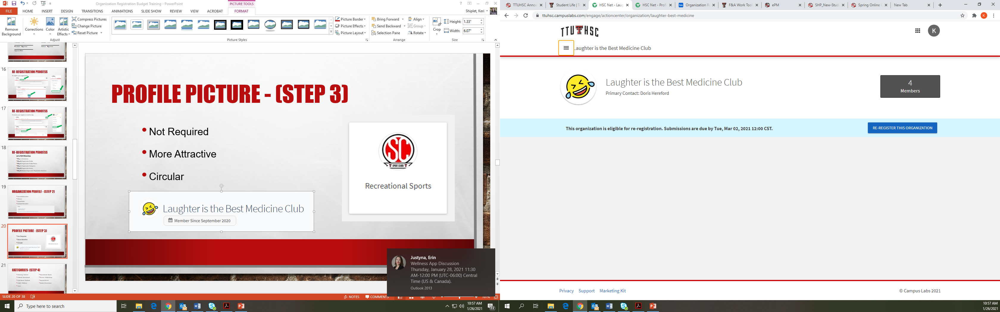 Organization Registration Budget Training - PowerPoint
PICTURE TOOLS
FILE HOME INSERT DESIGN TRANSITIONS ANIMATIONS SLIDE SHOW REVIEW VIEW ACROBAT FORMAT
Shiplet, Keri
Remove Background
Corrections
Color
Artistic Effects
Compress Pictures
Change Picture
Reset Picture
Adjust
Picture Styles
Picture Border
Picture Effects
Picture Layout
Bring Forward
Send Backward
Selection Pane
Align
Group
Rotate
Arrange
Crop
Height: 1.33"
Width: 6.07"
Size
16
RE-REGISTRATION PROCESS
17
RE-REGISTRATION PROCESS
18
RE-REGISTRATION PROCESS
19
ORGANIZATION PROFILE - (STEP 2)
20
PROFILE PICTURE - (STEP 3)
Not Required
More Attractive
Circular
21
CATEGORIES- (STEP 4)
PROFILE PICTURE - (STEP 3)
• Not Required
• More Attractive
• Circular
Laughter is the Best Medicine Club
Member Since September 2020
SC
SPORT CLUBS
Recreational Sports
Justyna, Erin
Wellness App Discussion
Thursday, January 28, 2021 11:30
AM-12:00 PM (UTC-06:00) Central
Time (US & Canada).
Outlook 2013
SLIDE 20 OF 38
NOTES
COMMENTS
Type here to search
10:57 AM
1/26/2021
22
TTUHSC Annou
Student Life | T
HSC Net - Laug
HSC Net - Profi
Organization R
F&A Work Tool
ePM
SHP_New-Stud
Spring Online
New Tab
ttuhsc.campuslabs.com/engage/actioncenter/organization/laughter-best-medicine
K
TTU HSC
K
Laughter is the Best Medicine Club
Laughter is the Best Medicine Club
Primary Contact: Doris Hereford
4
Members
This organization is eligible for re-registration. Submissions are due by Tue, Mar 02, 2021 12:00 CST.
RE-REGISTER THIS ORGANIZATION
Privacy Support Marketing Kit
© Campus Labs 2021
10:57 AM
1/26/2021